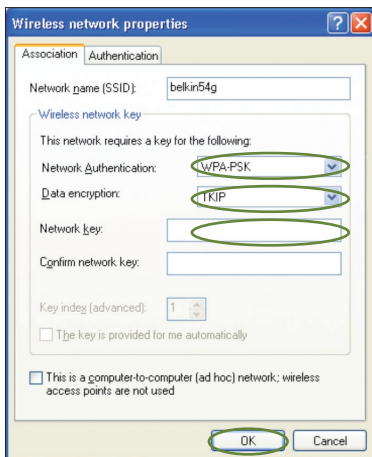 Wireless network properties
Association
Authentication
Network name (SSID):
belkin54g
Wireless network key
This network requires a key for the following:
Network Authentication:
WPA-PSK
Data encryption:
TKIP
Network key:
Confirm network key:
Key index (advanced):
1
The key is provided for me automatically
This is a computer-to-computer (ad hoc) network; wireless
access points are not used
OK
Cancel